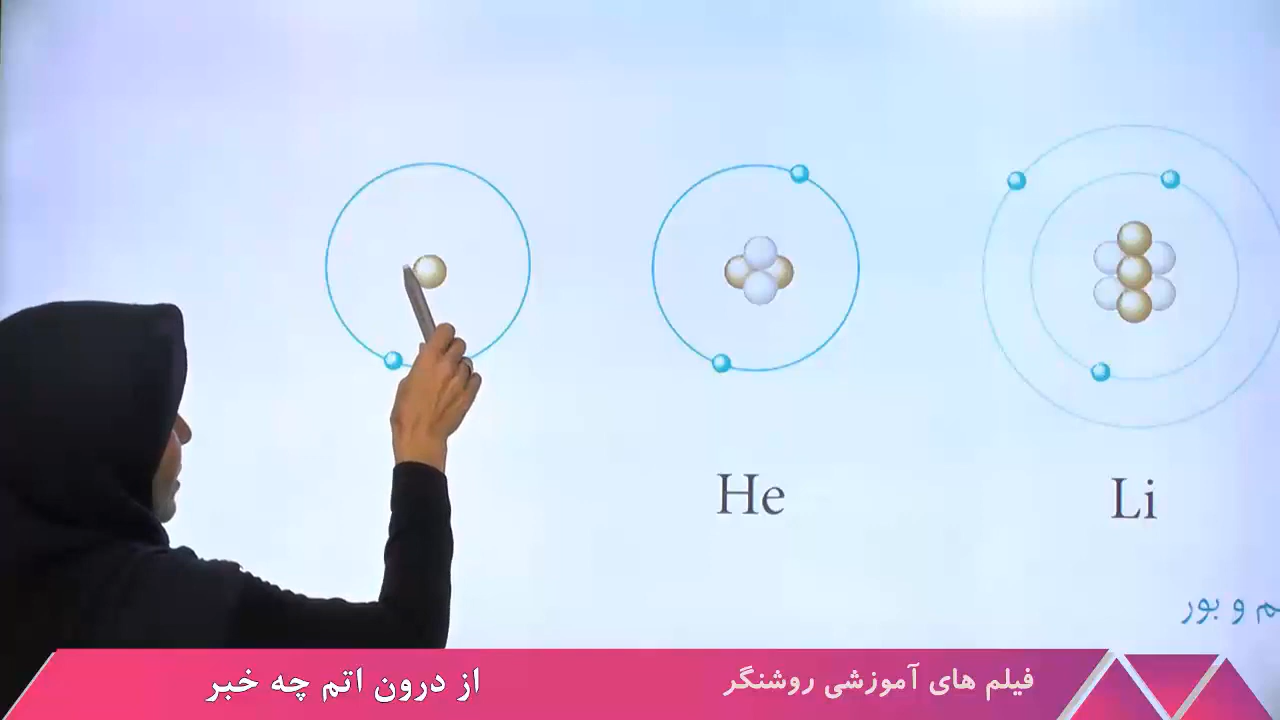 He
Li
و بور
از درون اتم چه خبر
فیلم های آموزشی روشنگر